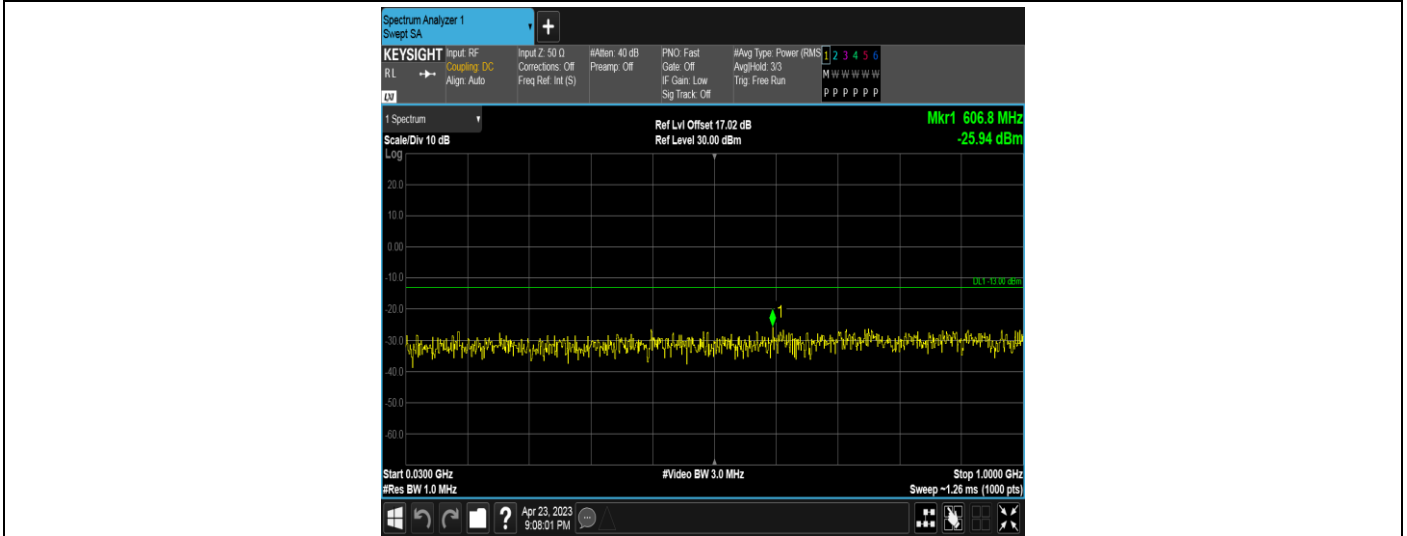 Spectrum Analyzer 1
Swept SA
+
KEYSIGHT
RL
LXI
Input: RF
Coupling: DC
Align: Auto
Input Z: 50 Ω
Corrections: Off
Freq Ref: Int (S)
#Atten: 40 dB
Preamp: Off
PNO: Fast
Gate: Off
IF Gain: Low
Sig Track: Off
#Avg Type: Power (RMS
Avg|Hold: 3/3
Trig: Free Run
1 2 3 4 5 6
M W W W W W
P P P P P P
1 Spectrum
Scale/Div 10 dB
Log
Ref Lvl Offset 17.02 dB
Ref Level 30.00 dBm
Mkr1 606.8 MHz
-25.94 dBm
20.0
10.0
0.00
-10.0
DL1 -13.00 dBm
-20.0
1
-30.0
-40.0
-50.0
-60.0
Start 0.0300 GHz
#Video BW 3.0 MHz
Stop 1.0000 GHz
#Res BW 1.0 MHz
Sweep ~1.26 ms (1000 pts)
?
Apr 23, 2023
9:08:01 PM